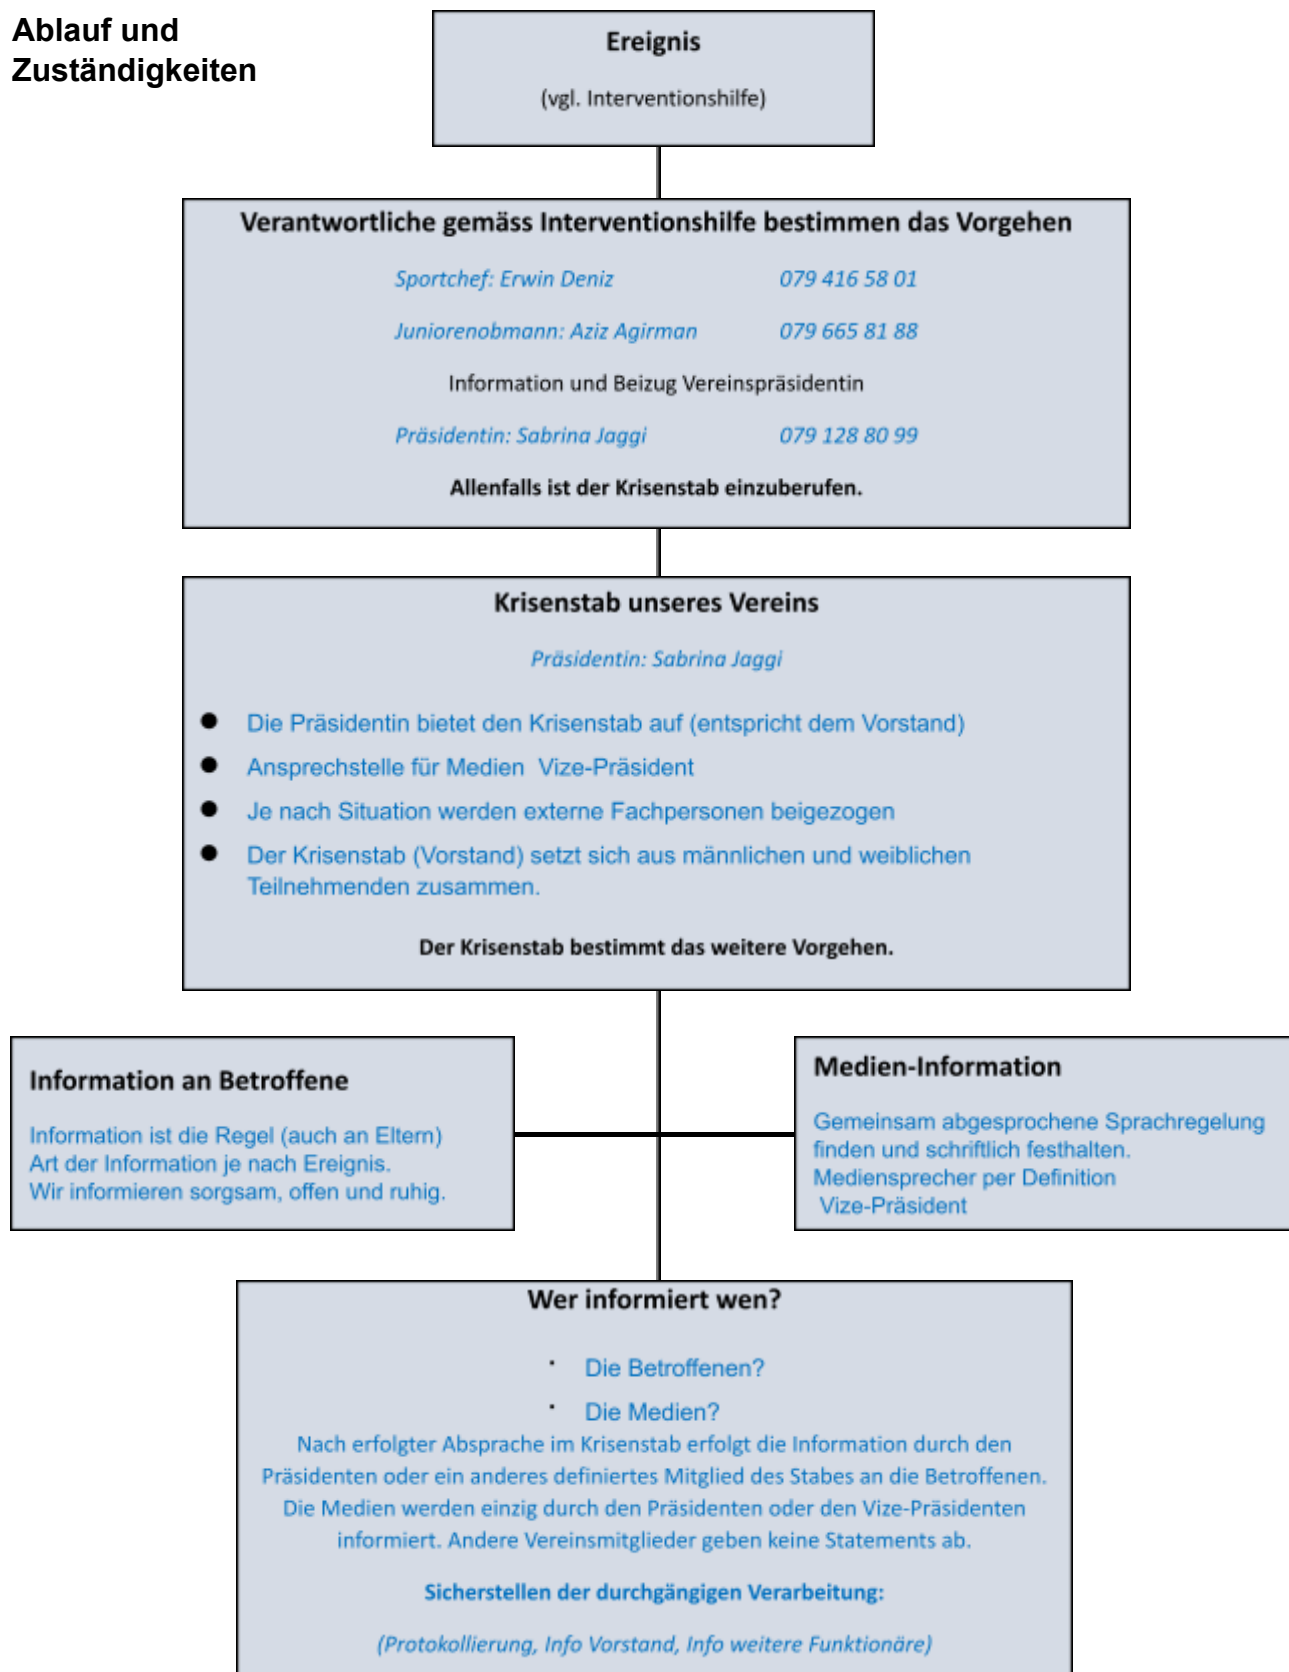 Ablauf und
Zuständigkeiten
Ereignis
(vgl. Interventionshilfe)
Verantwortliche gemäss Interventionshilfe bestimmen das Vorgehen
Sportchef: Erwin Deniz 079 416 58 01
Juniorenobmann: Aziz Agirman 079 665 81 88
Information und Beizug Vereinspräsidentin
Präsidentin: Sabrina Jaggi 079 128 80 99
Allenfalls ist der Krisenstab einzuberufen.
Krisenstab unseres Vereins
Präsidentin: Sabrina Jaggi
● Die Präsidentin bietet den Krisenstab auf (entspricht dem Vorstand)
● Ansprechstelle für Medien  Vize-Präsident
● Je nach Situation werden externe Fachpersonen beigezogen
● Der Krisenstab (Vorstand) setzt sich aus männlichen und weiblichen
Teilnehmenden zusammen.
Der Krisenstab bestimmt das weitere Vorgehen.
Information an Betroffene
Information ist die Regel (auch an Eltern)
Art der Information je nach Ereignis.
Wir informieren sorgsam, offen und ruhig.
Medien-Information
Gemeinsam abgesprochene Sprachregelung
finden und schriftlich festhalten.
Mediensprecher per Definition
Vize-Präsident
Wer informiert wen?
· Die Betroffenen?
· Die Medien?
Nach erfolgter Absprache im Krisenstab erfolgt die Information durch den
Präsidenten oder ein anderes definiertes Mitglied des Stabes an die Betroffenen.
Die Medien werden einzig durch den Präsidenten oder den Vize-Präsidenten
informiert. Andere Vereinsmitglieder geben keine Statements ab.
Sicherstellen der durchgängigen Verarbeitung:
(Protokollierung, Info Vorstand, Info weitere Funktionäre)